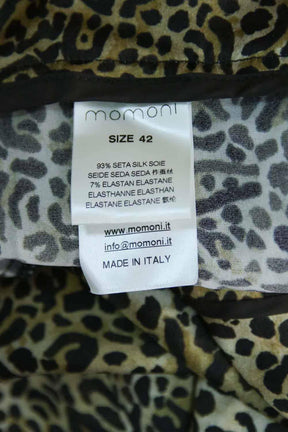 momoni
SIZE 42
93% SETA SILK SOIE
SEIDE SEDA SEDA
7% ELASTAN ELASTANE
ELASTHANNE ELASTHAN
ELASTAN ELASTANE
www.momoni.it
info@momoni.it
MADE IN ITALY